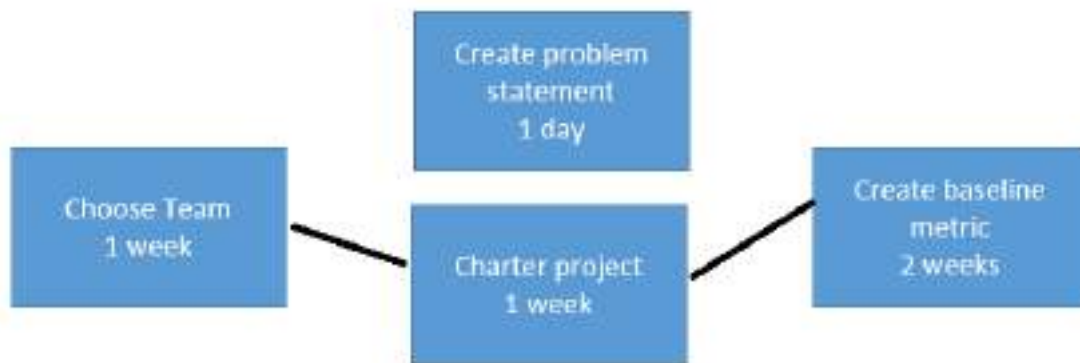 Create problem
statement
1 day
Choose Team
1 week
Charter project
1 week
Create baseline
metric
2 weeks